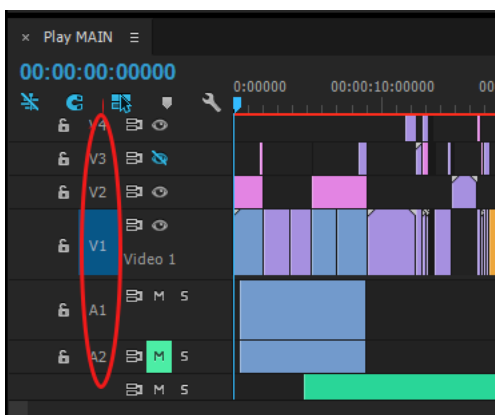 × Play MAIN ≡
00:00:00:00000
0:00000 00:00:10:00000 00
V4
V3
V2
V1
Video 1
A1 M S
A2 M S
M S